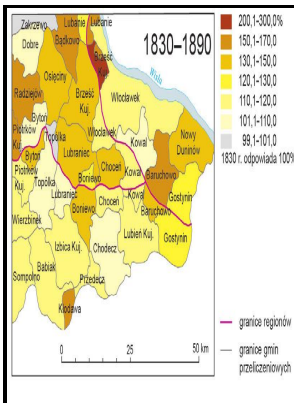 Zakrzewo
Lubanie
Lubanie
1830–1890
Dobre
Bądkowo
Brześć
Kuj.
Wisła
Radziejów
Osięciny
Brześć
Kuj.
Włocławek
Bytoń
Piotrków
Kuj.
Topólka
Włocławek
Kowal
Nowy
Duninów
Lubraniec
Bytoń
Choceń
Piotrków
Kuj.
Topólka
Boniewo
Kowal
Baruchowo
Lubraniec
Choceń
Kowal
Gostynin
Boniewo
Baruchowo
Wierzbinek
Lubień Kuj.
Gostynin
Izbica Kuj.
Chodecz
Babiak
Sompolno
Przedecz
Kłodawa
0 25 50 km
200,1-300,0%
150,1-170,0
130,1-150,0
120,1-130,0
110,1-120,0
101,1-110,0
99,1-101,0
1830 r. odpowiada 100%
granice regionów
granice gmin
przeliczeniowych